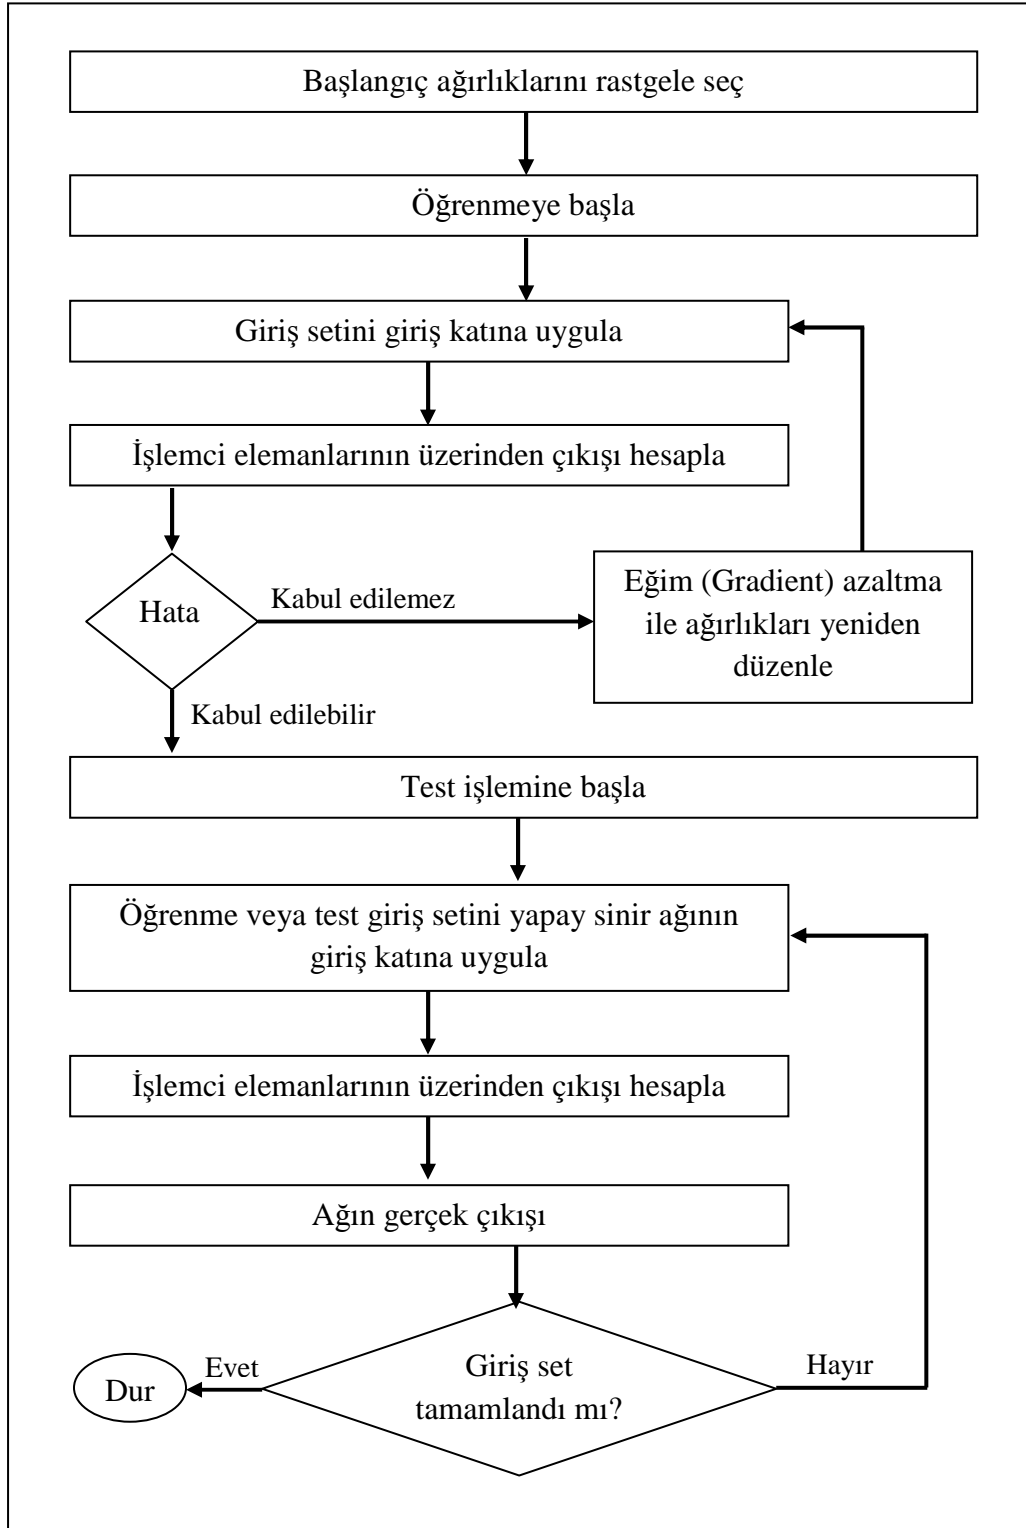 Başlangıç ağırlıklarını rastgele seç
Öğrenmeye başla
Giriş setini giriş katına uygula
İşlemci elemanlarının üzerinden çıkışı hesapla
Hata
Kabul edilemez
Eğim (Gradient) azaltma
ile ağırlıkları yeniden
düzenle
Kabul edilebilir
Test işlemine başla
Öğrenme veya test giriş setini yapay sinir ağının
giriş katına uygula
İşlemci elemanlarının üzerinden çıkışı hesapla
Ağın gerçek çıkışı
Giriş set
tamamlandı mı?
Evet
Dur
Hayır